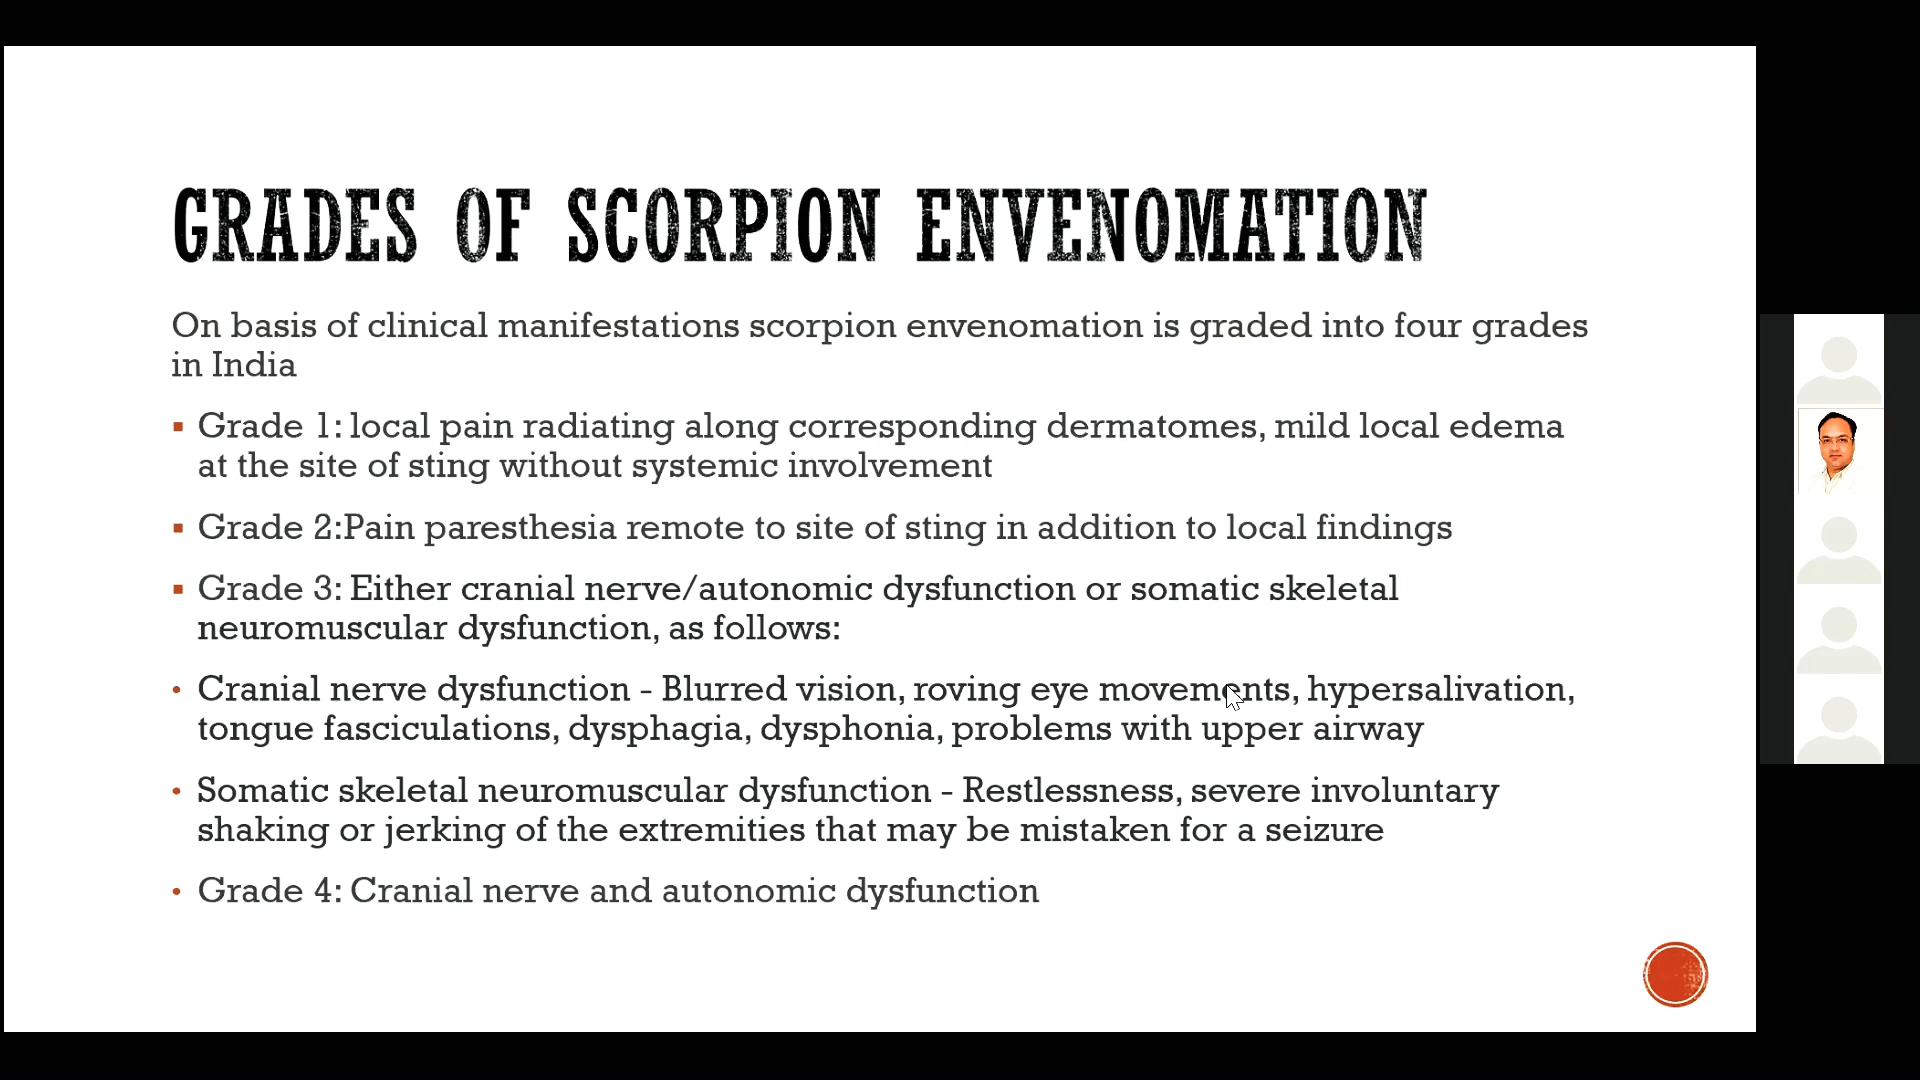 GRADES OF SCORPION ENVENOMATION
On basis of clinical manifestations scorpion envenomation is graded into four grades
in India
▪ Grade 1: local pain radiating along corresponding dermatomes, mild local edema
at the site of sting without systemic involvement
▪ Grade 2:Pain paresthesia remote to site of sting in addition to local findings
▪ Grade 3: Either cranial nerve/autonomic dysfunction or somatic skeletal
neuromuscular dysfunction, as follows:
• Cranial nerve dysfunction - Blurred vision, roving eye movements, hypersalivation,
tongue fasciculations, dysphagia, dysphonia, problems with upper airway
• Somatic skeletal neuromuscular dysfunction - Restlessness, severe involuntary
shaking or jerking of the extremities that may be mistaken for a seizure
• Grade 4: Cranial nerve and autonomic dysfunction